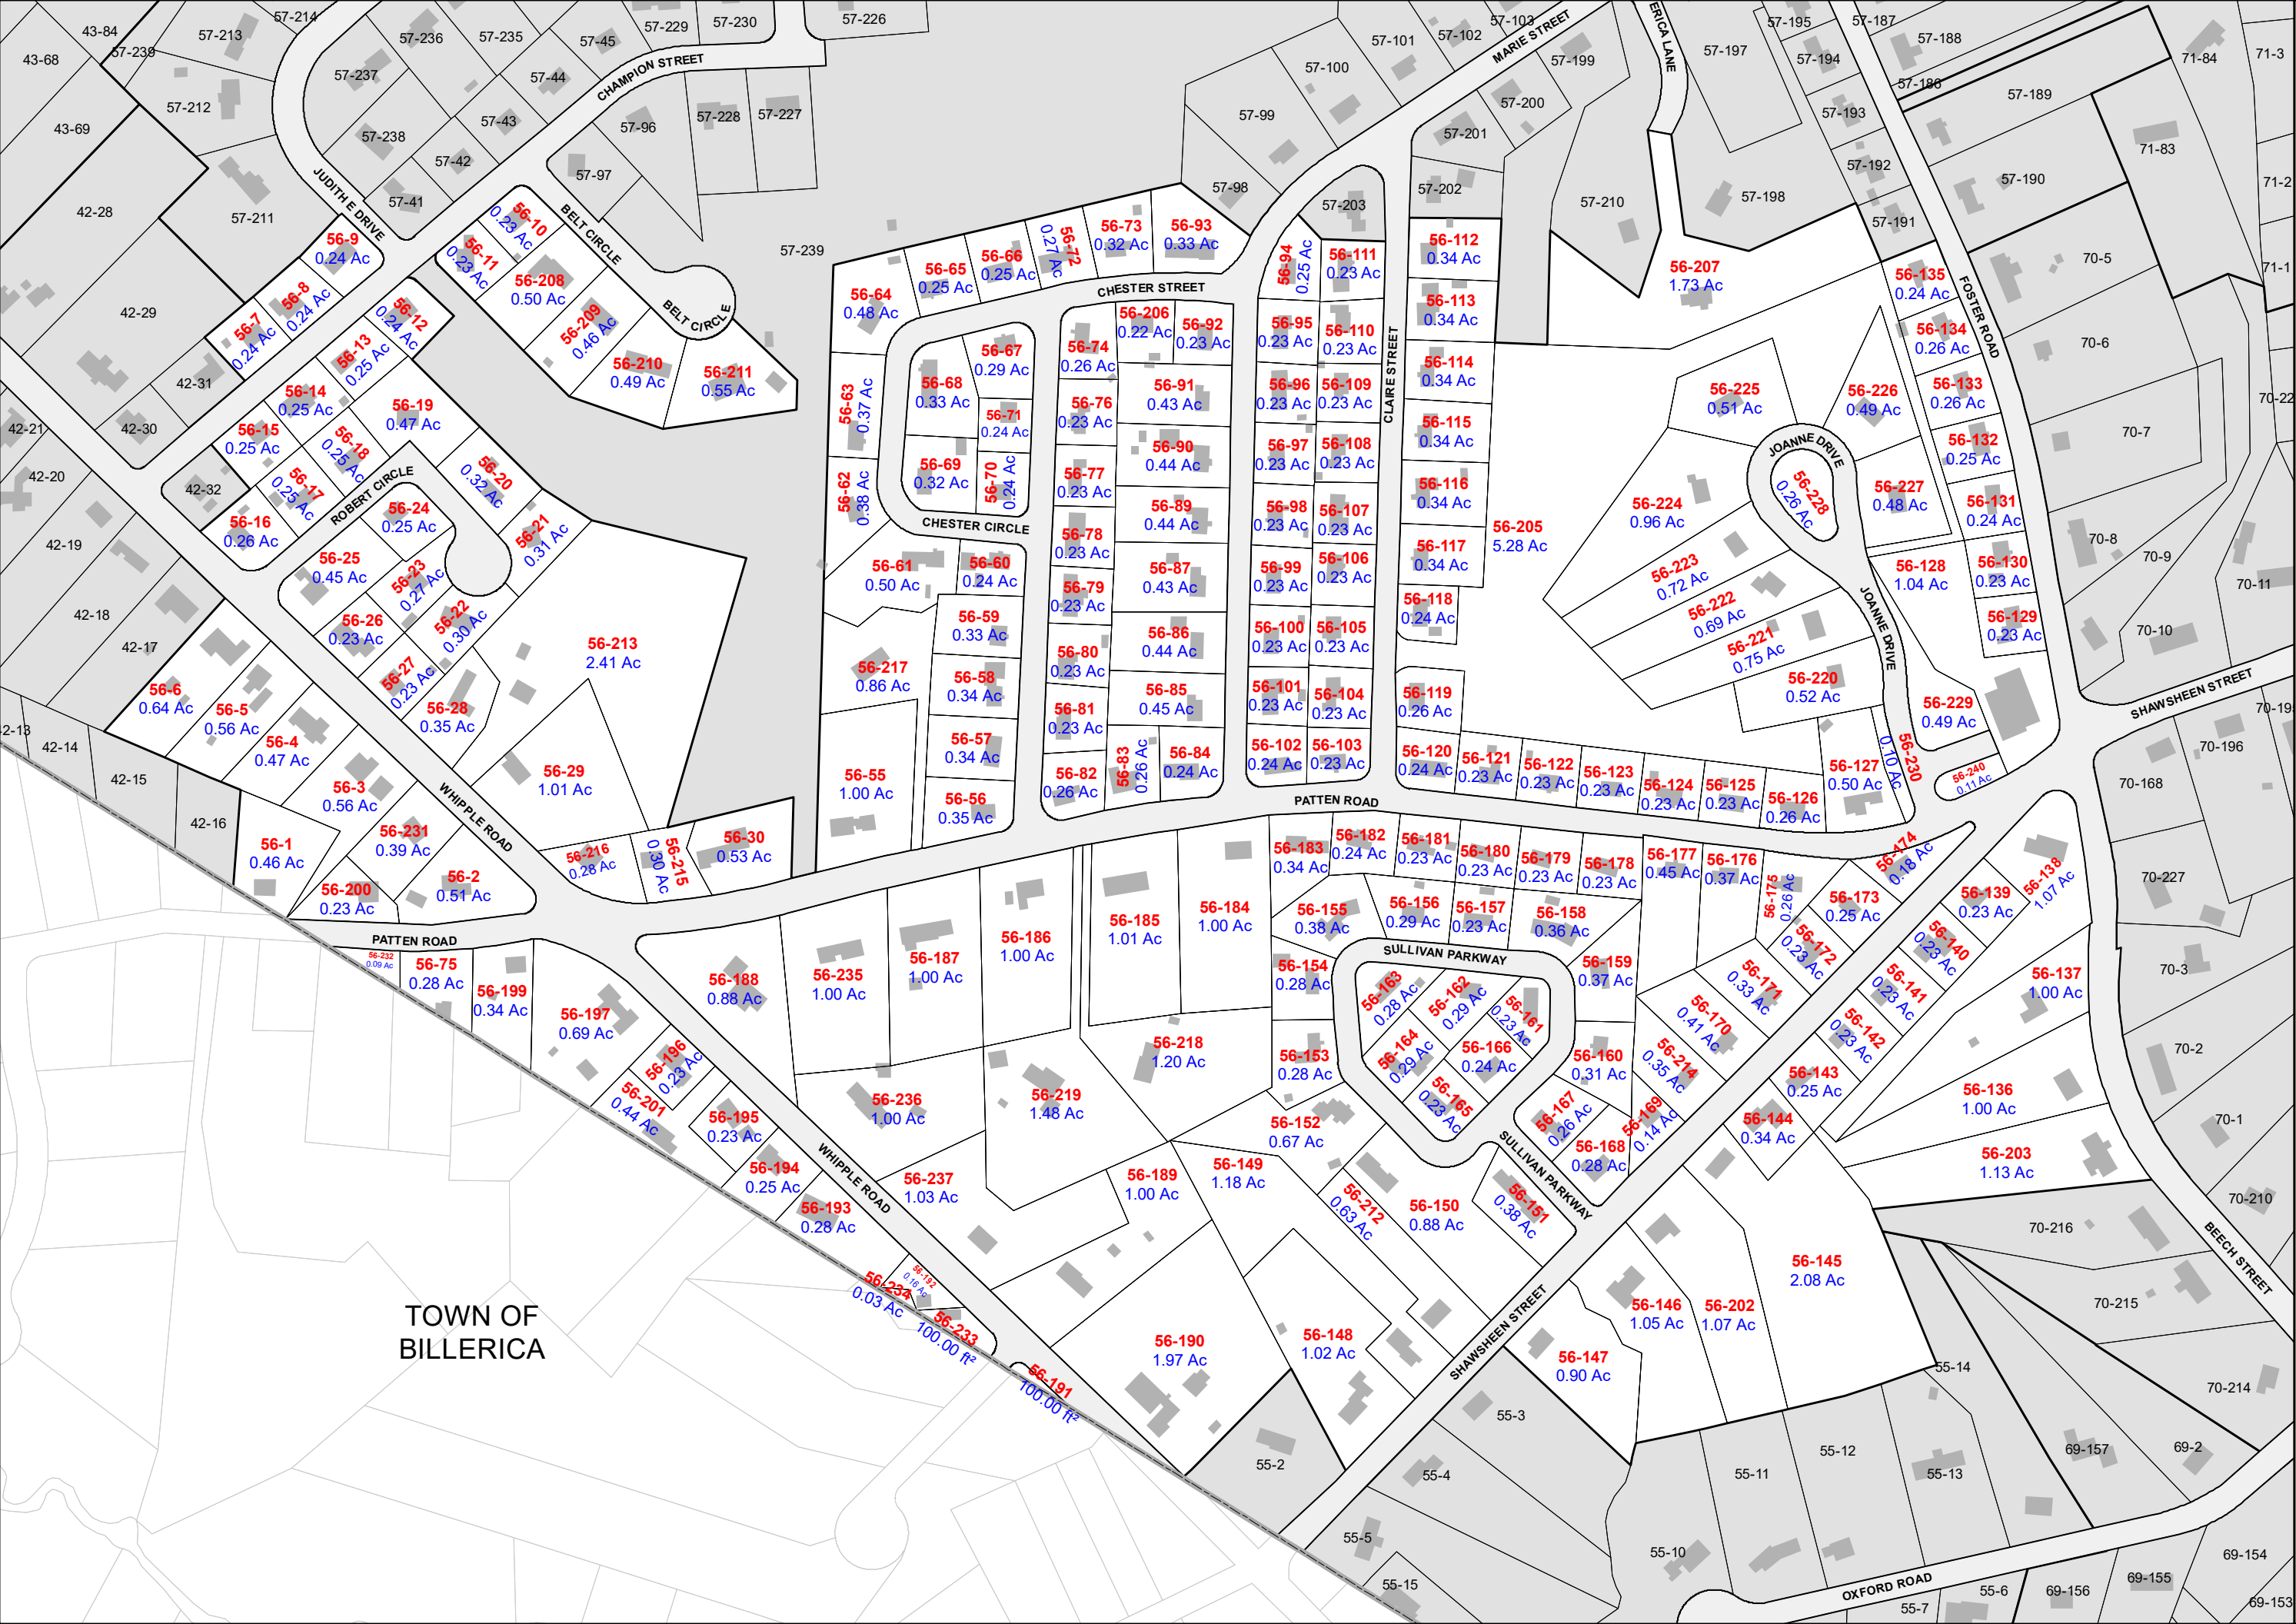 43-84
57-239
57-214
57-213
57-236
57-235
57-45
57-229
57-230
57-226
57-101
57-102
57-103
MARIE STREET
ERICA LANE
57-197
57-195
57-187
57-188
57-194
57-186
57-189
71-84
71-3
43-68
43-69
57-212
57-237
57-44
CHAMPION STREET
57-43
57-238
57-42
57-96
57-228
57-227
57-100
57-99
57-199
57-200
57-201
57-193
57-192
57-190
71-83
71-2
42-28
57-211
JUDITH E DRIVE
57-41
57-97
57-98
57-203
57-202
57-210
57-198
57-191
BELT CIRCLE
BELT CIRCLE
57-239
56-9
0.24 Ac
56-8
0.24 Ac
56-7
0.24 Ac
56-10
0.23 Ac
56-11
0.23 Ac
56-208
0.50 Ac
56-209
0.46 Ac
56-210
0.49 Ac
56-211
0.55 Ac
56-12
0.24 Ac
56-13
0.25 Ac
56-14
0.25 Ac
56-15
0.25 Ac
56-16
0.26 Ac
56-17
0.25 Ac
56-18
0.25 Ac
56-19
0.47 Ac
56-20
0.32 Ac
56-21
0.31 Ac
56-22
0.30 Ac
56-23
0.27 Ac
56-24
0.25 Ac
56-25
0.45 Ac
56-26
0.23 Ac
56-27
0.23 Ac
56-28
0.35 Ac
56-29
1.01 Ac
56-213
2.41 Ac
56-216
0.28 Ac
56-215
0.30 Ac
56-30
0.53 Ac
ROBERT CIRCLE
42-29
42-31
42-30
42-32
42-21
42-20
42-19
42-18
42-17
42-13
42-14
42-15
42-16
56-6
0.64 Ac
56-5
0.56 Ac
56-4
0.47 Ac
56-3
0.56 Ac
56-231
0.39 Ac
56-2
0.51 Ac
56-1
0.46 Ac
56-200
0.23 Ac
WHIPPLE ROAD
PATTEN ROAD
56-64
0.48 Ac
56-65
0.25 Ac
56-66
0.25 Ac
56-72
0.27 Ac
56-73
0.32 Ac
56-93
0.33 Ac
CHESTER STREET
56-63
0.37 Ac
56-62
0.38 Ac
56-67
0.29 Ac
56-68
0.33 Ac
56-71
0.24 Ac
56-69
0.32 Ac
56-70
0.24 Ac
CHESTER CIRCLE
56-61
0.50 Ac
56-60
0.24 Ac
56-59
0.33 Ac
56-217
0.86 Ac
56-58
0.34 Ac
56-57
0.34 Ac
56-55
1.00 Ac
56-56
0.35 Ac
56-74
0.26 Ac
56-206
0.22 Ac
56-92
0.23 Ac
56-76
0.23 Ac
56-91
0.43 Ac
56-77
0.23 Ac
56-90
0.44 Ac
56-78
0.23 Ac
56-89
0.44 Ac
56-79
0.23 Ac
56-87
0.43 Ac
56-80
0.23 Ac
56-86
0.44 Ac
56-81
0.23 Ac
56-85
0.45 Ac
56-82
0.26 Ac
56-83
0.26 Ac
56-84
0.24 Ac
56-94
0.25 Ac
56-111
0.23 Ac
56-95
0.23 Ac
56-110
0.23 Ac
56-96
0.23 Ac
56-109
0.23 Ac
56-97
0.23 Ac
56-108
0.23 Ac
56-98
0.23 Ac
56-107
0.23 Ac
56-99
0.23 Ac
56-106
0.23 Ac
56-100
0.23 Ac
56-105
0.23 Ac
56-101
0.23 Ac
56-104
0.23 Ac
56-102
0.24 Ac
56-103
0.23 Ac
CLAIRE STREET
56-112
0.34 Ac
56-113
0.34 Ac
56-114
0.34 Ac
56-115
0.34 Ac
56-116
0.34 Ac
56-117
0.34 Ac
56-118
0.24 Ac
56-119
0.26 Ac
56-120
0.24 Ac
56-121
0.23 Ac
56-122
0.23 Ac
56-123
0.23 Ac
56-124
0.23 Ac
56-125
0.23 Ac
56-126
0.26 Ac
56-127
0.50 Ac
56-230
0.10 Ac
56-205
5.28 Ac
56-207
1.73 Ac
56-135
0.24 Ac
56-134
0.26 Ac
56-133
0.26 Ac
56-132
0.25 Ac
56-131
0.24 Ac
56-130
0.23 Ac
56-129
0.23 Ac
56-128
1.04 Ac
56-225
0.51 Ac
56-226
0.49 Ac
56-227
0.48 Ac
56-228
0.26 Ac
56-224
0.96 Ac
56-223
0.72 Ac
56-222
0.69 Ac
56-221
0.75 Ac
56-220
0.52 Ac
56-229
0.49 Ac
56-240
0.11 Ac
JOANNE DRIVE
JOANNE DRIVE
FOSTER ROAD
SHAWSHEEN STREET
PATTEN ROAD
71-1
70-5
70-6
70-22
70-7
70-8
70-9
70-11
70-10
70-19
70-196
70-168
70-227
70-3
70-2
70-1
70-210
70-216
70-215
70-214
BEECH STREET
56-183
0.34 Ac
56-182
0.24 Ac
56-181
0.23 Ac
56-180
0.23 Ac
56-179
0.23 Ac
56-178
0.23 Ac
56-177
0.45 Ac
56-176
0.37 Ac
56-175
0.26 Ac
56-174
0.18 Ac
56-173
0.25 Ac
56-172
0.23 Ac
56-171
0.33 Ac
56-170
0.41 Ac
56-214
0.35 Ac
56-169
0.14 Ac
56-168
0.28 Ac
56-167
0.26 Ac
56-160
0.31 Ac
56-159
0.37 Ac
56-158
0.36 Ac
56-157
0.23 Ac
56-156
0.29 Ac
56-155
0.38 Ac
56-154
0.28 Ac
56-153
0.28 Ac
56-152
0.67 Ac
SULLIVAN PARKWAY
56-163
0.28 Ac
56-162
0.29 Ac
56-161
0.23 Ac
56-164
0.29 Ac
56-166
0.24 Ac
56-165
0.23 Ac
SULLIVAN PARKWAY
56-138
1.07 Ac
56-139
0.23 Ac
56-140
0.23 Ac
56-141
0.23 Ac
56-142
0.23 Ac
56-143
0.25 Ac
56-144
0.34 Ac
56-137
1.00 Ac
56-136
1.00 Ac
56-203
1.13 Ac
56-145
2.08 Ac
56-202
1.07 Ac
56-146
1.05 Ac
56-147
0.90 Ac
56-151
0.38 Ac
56-150
0.88 Ac
56-212
0.63 Ac
56-149
1.18 Ac
56-148
1.02 Ac
SHAWSHEEN STREET
56-184
1.00 Ac
56-185
1.01 Ac
56-186
1.00 Ac
56-187
1.00 Ac
56-235
1.00 Ac
56-188
0.88 Ac
56-218
1.20 Ac
56-219
1.48 Ac
56-236
1.00 Ac
56-237
1.03 Ac
56-189
1.00 Ac
56-190
1.97 Ac
WHIPPLE ROAD
56-232
0.09 Ac
56-75
0.28 Ac
56-199
0.34 Ac
56-197
0.69 Ac
56-196
0.23 Ac
56-201
0.44 Ac
56-195
0.23 Ac
56-194
0.25 Ac
56-193
0.28 Ac
56-192
0.16 Ac
56-234
0.03 Ac
56-233
100.00 ft²
56-191
100.00 ft²
TOWN OF
BILLERICA
55-2
55-3
55-4
55-5
55-15
55-14
55-12
55-11
55-13
55-10
69-157
69-2
OXFORD ROAD
55-6
55-7
69-156
69-155
69-154
69-153